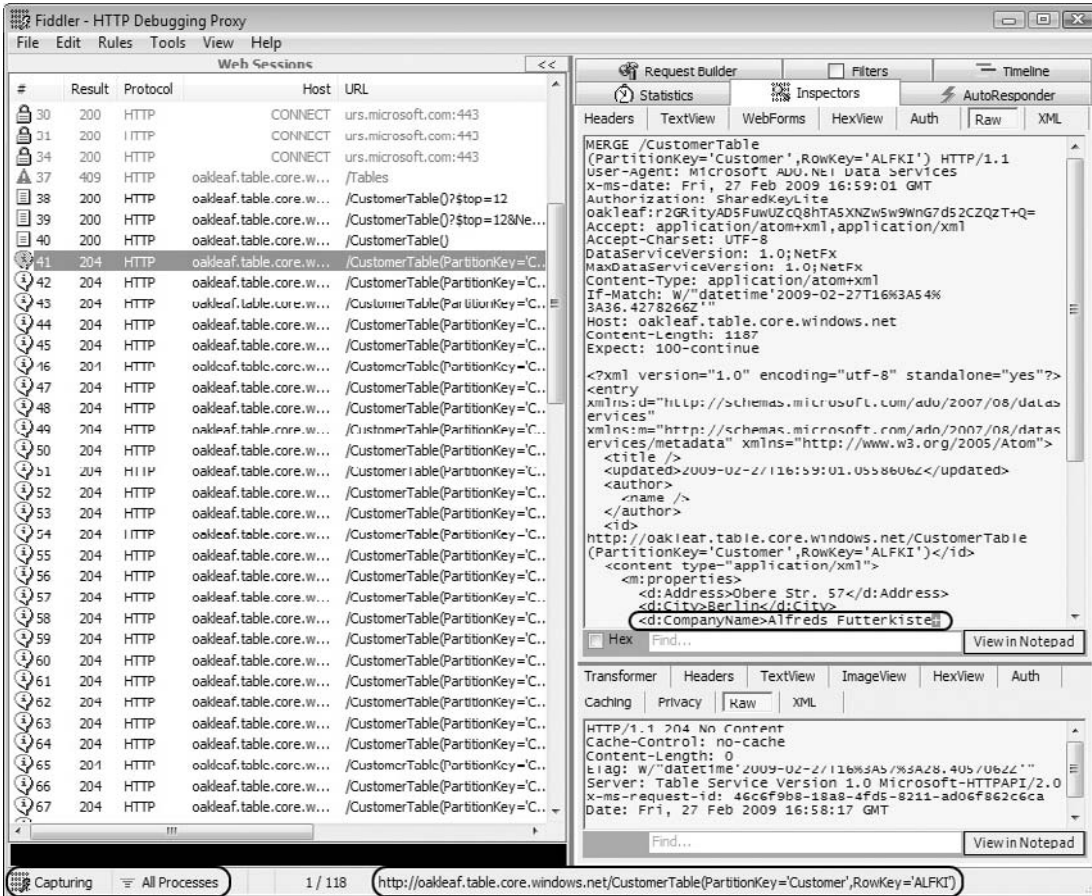 Fiddler - HTTP Debugging Proxy
File Edit Rules Tools View Help
Web Sessions <<
# Result Protocol Host URL
30 200 HTTP CONNECT urs.microsoft.com:443
31 200 HTTP CONNECT urs.microsoft.com:443
34 200 HTTP CONNECT urs.microsoft.com:443
37 409 HTTP oakleaf.table.core.w... /Tables
38 200 HTTP oakleaf.table.core.w... /CustomerTable()?$top=12
39 200 HTTP oakleaf.table.core.w... /CustomerTable()?$top=12&Ne...
40 200 HTTP oakleaf.table.core.w... /CustomerTable()
41 204 HTTP oakleaf.table.core.w... /CustomerTable(PartitionKey='C...
42 204 HTTP oakleaf.table.core.w... /CustomerTable(PartitionKey='C...
43 204 HTTP oakleaf.table.core.w... /CustomerTable(PartitionKey='C...
44 204 HTTP oakleaf.table.core.w... /CustomerTable(PartitionKey='C...
45 204 HTTP oakleaf.table.core.w... /CustomerTable(PartitionKey='C...
46 204 HTTP oakleaf.table.core.w... /CustomerTable(PartitionKey='C...
47 204 HTTP oakleaf.table.core.w... /CustomerTable(PartitionKey='C...
48 204 HTTP oakleaf.table.core.w... /CustomerTable(PartitionKey='C...
49 204 HTTP oakleaf.table.core.w... /CustomerTable(PartitionKey='C...
50 204 HTTP oakleaf.table.core.w... /CustomerTable(PartitionKey='C...
51 204 HTTP oakleaf.table.core.w... /CustomerTable(PartitionKey='C...
52 204 HTTP oakleaf.table.core.w... /CustomerTable(PartitionKey='C...
53 204 HTTP oakleaf.table.core.w... /CustomerTable(PartitionKey='C...
54 204 HTTP oakleaf.table.core.w... /CustomerTable(PartitionKey='C...
55 204 HTTP oakleaf.table.core.w... /CustomerTable(PartitionKey='C...
56 204 HTTP oakleaf.table.core.w... /CustomerTable(PartitionKey='C...
57 204 HTTP oakleaf.table.core.w... /CustomerTable(PartitionKey='C...
58 204 HTTP oakleaf.table.core.w... /CustomerTable(PartitionKey='C...
59 204 HTTP oakleaf.table.core.w... /CustomerTable(PartitionKey='C...
60 204 HTTP oakleaf.table.core.w... /CustomerTable(PartitionKey='C...
61 204 HTTP oakleaf.table.core.w... /CustomerTable(PartitionKey='C...
62 204 HTTP oakleaf.table.core.w... /CustomerTable(PartitionKey='C...
63 204 HTTP oakleaf.table.core.w... /CustomerTable(PartitionKey='C...
64 204 HTTP oakleaf.table.core.w... /CustomerTable(PartitionKey='C...
65 204 HTTP oakleaf.table.core.w... /CustomerTable(PartitionKey='C...
66 204 HTTP oakleaf.table.core.w... /CustomerTable(PartitionKey='C...
67 204 HTTP oakleaf.table.core.w... /CustomerTable(PartitionKey='C...
Request Builder Filters Timeline
Statistics Inspectors AutoResponder
Headers TextView WebForms HexView Auth Raw XML
MERGE /CustomerTable
(PartitionKey='Customer',RowKey='ALFKI') HTTP/1.1
User-Agent: Microsoft ADO.NET Data Services
x-ms-date: Fri, 27 Feb 2009 16:59:01 GMT
Authorization: SharedKeyLite
oakleaf:r2GRityAD5FuwUZcQ8hTA5XNZw5w9WnG7d52CZQzT+Q=
Accept: application/atom+xml,application/xml
Accept-Charset: UTF-8
DataServiceVersion: 1.0;NetFx
MaxDataServiceVersion: 1.0;NetFx
Content-Type: application/atom+xml
If-Match: W/"datetime'2009-02-27T16%3A54%
3A36.4278266Z'"
Host: oakleaf.table.core.windows.net
Content-Length: 1187
Expect: 100-continue
<?xml version="1.0" encoding="utf-8" standalone="yes"?>
<entry
xmlns:d="http://schemas.microsoft.com/ado/2007/08/datas
ervices"
xmlns:m="http://schemas.microsoft.com/ado/2007/08/datas
ervices/metadata" xmlns="http://www.w3.org/2005/Atom">
<title />
<updated>2009-02-27T16:59:01.0558606Z</updated>
<author>
<name />
</author>
<id>
http://oakleaf.table.core.windows.net/CustomerTable
(PartitionKey='Customer',RowKey='ALFKI')</id>
<content type="application/xml">
<m:properties>
<d:Address>Obere Str. 57</d:Address>
<d:City>Berlin</d:City>
<d:CompanyName>Alfreds Futterkiste
Hex Find... View in Notepad
Transformer Headers TextView ImageView HexView Auth
Caching Privacy Raw XML
HTTP/1.1 204 No Content
Cache-Control: no-cache
Content-Length: 0
ETag: W/"datetime'2009-02-27T16%3A57%3A28.4057062Z'"
Server: Table Service Version 1.0 Microsoft-HTTPAPI/2.0
x-ms-request-id: 46c6f9b8-18a8-4fd5-8211-ad06f862c6ca
Date: Fri, 27 Feb 2009 16:58:17 GMT
Find... View in Notepad
Capturing All Processes 1 / 118 http://oakleaf.table.core.windows.net/CustomerTable(PartitionKey='Customer',RowKey='ALFKI')